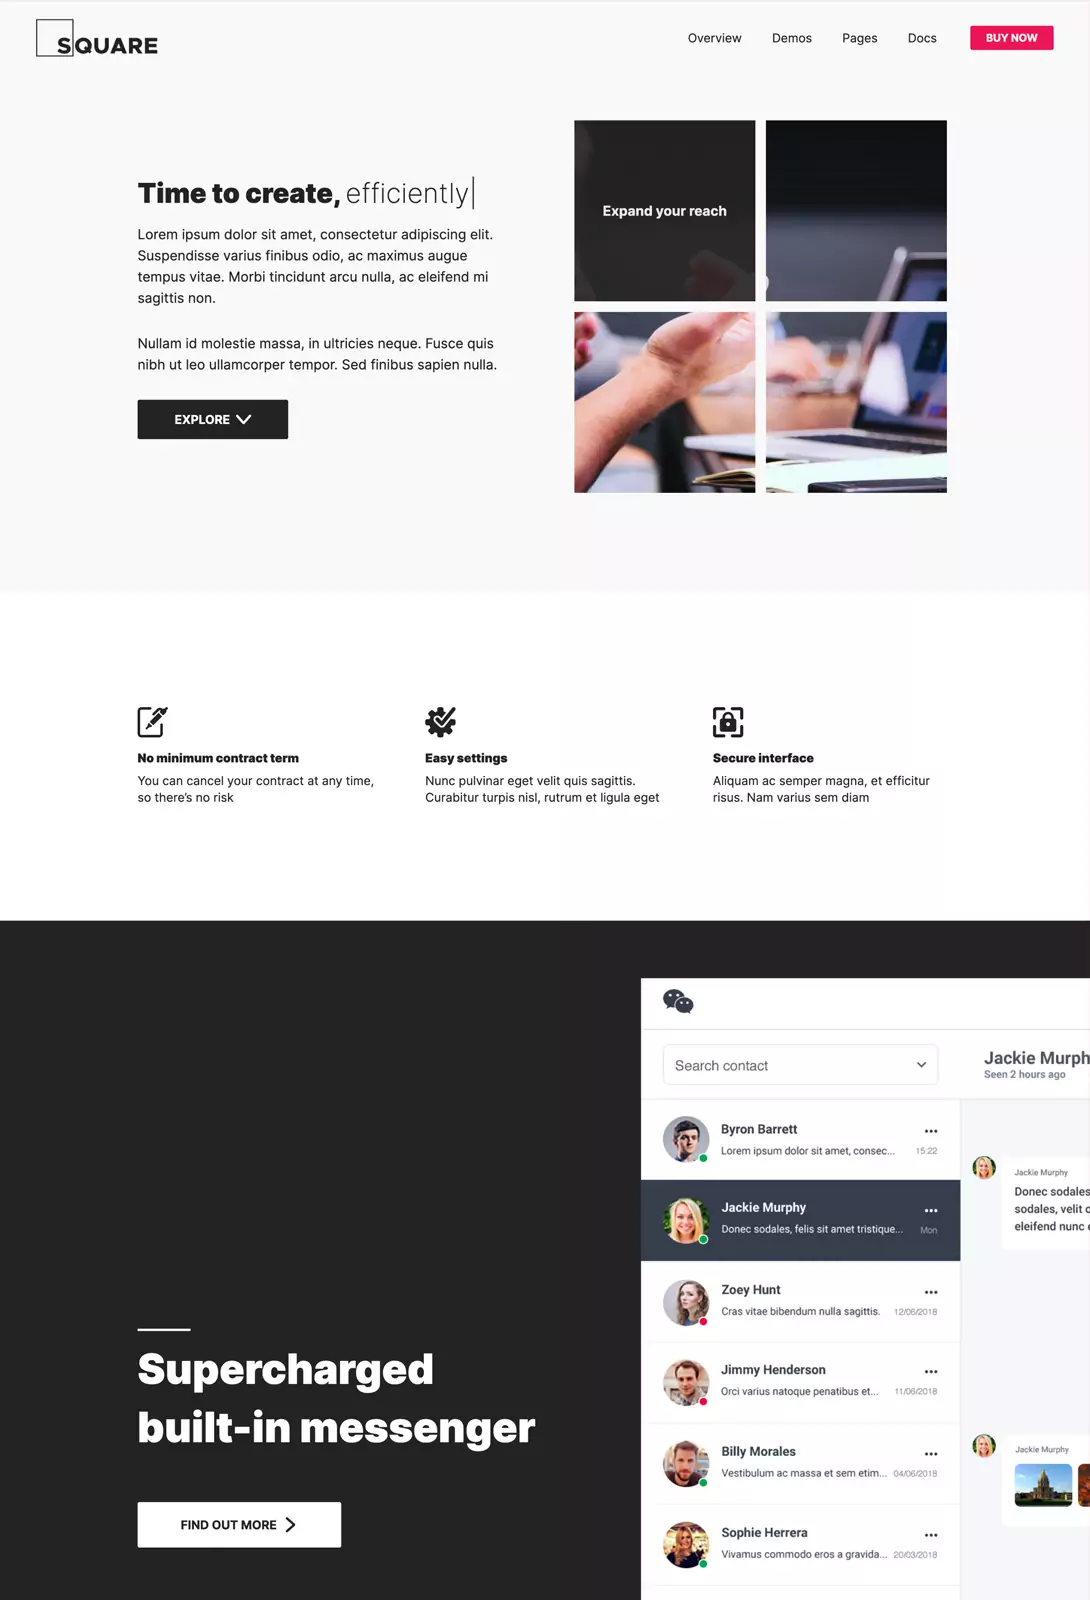 SQUARE
Overview
Demos
Pages
Docs
BUY NOW
Time to create, efficiently
Lorem ipsum dolor sit amet, consectetur adipiscing elit.
Suspendisse varius finibus odio, ac maximus augue
tempus vitae. Morbi tincidunt arcu nulla, ac eleifend mi
sagittis non.
Nullam id molestie massa, in ultricies neque. Fusce quis
nibh ut leo ullamcorper tempor. Sed finibus sapien nulla.
EXPLORE
Expand your reach
No minimum contract term
You can cancel your contract at any time,
so there's no risk
Easy settings
Nunc pulvinar eget velit quis sagittis.
Curabitur turpis nisl, rutrum et ligula eget
Secure interface
Aliquam ac semper magna, et efficitur
risus. Nam varius sem diam
Supercharged
built-in messenger
FIND OUT MORE
Search contact
Byron Barrett
Lorem ipsum dolor sit amet, consec... 15:22
Jackie Murphy
Donec sodales, felis sit amet tristique... Mon
Zoey Hunt
Cras vitae bibendum nulla sagittis. 12/06/2018
Jimmy Henderson
Orci varius natoque penatibus et... 11/06/2018
Billy Morales
Vestibulum ac massa et sem etim... 04/06/2018
Sophie Herrera
Vivamus commodo eros a gravida... 20/03/2018
Jackie Murph
Seen 2 hours ago
Jackie Murphy
Donec sodales
sodales, velit
eleifend nunc
Jackie Murphy